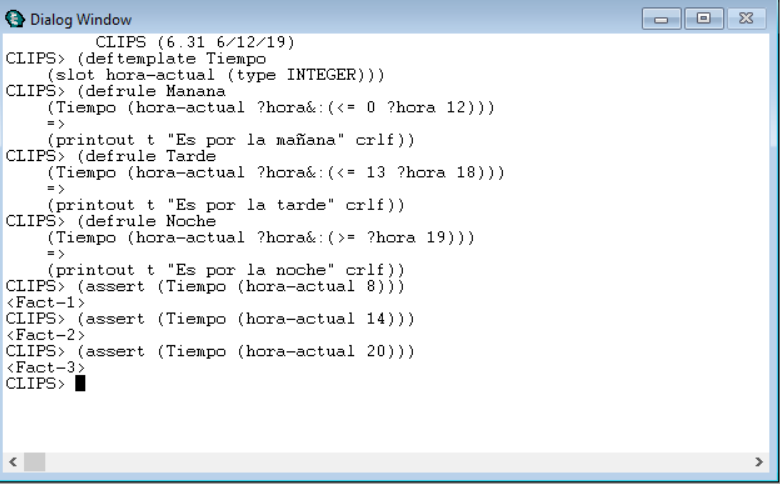 Dialog Window
CLIPS (6.31 6/12/19)
CLIPS> (deftemplate Tiempo
(slot hora-actual (type INTEGER)))
CLIPS> (defrule Manana
(Tiempo (hora-actual ?hora&:(<= 0 ?hora 12)))
=>
(printout t "Es por la mañana" crlf))
CLIPS> (defrule Tarde
(Tiempo (hora-actual ?hora&:(<= 13 ?hora 18)))
=>
(printout t "Es por la tarde" crlf))
CLIPS> (defrule Noche
(Tiempo (hora-actual ?hora&:(>= ?hora 19)))
=>
(printout t "Es por la noche" crlf))
CLIPS> (assert (Tiempo (hora-actual 8)))
<Fact-1>
CLIPS> (assert (Tiempo (hora-actual 14)))
<Fact-2>
CLIPS> (assert (Tiempo (hora-actual 20)))
<Fact-3>
CLIPS>